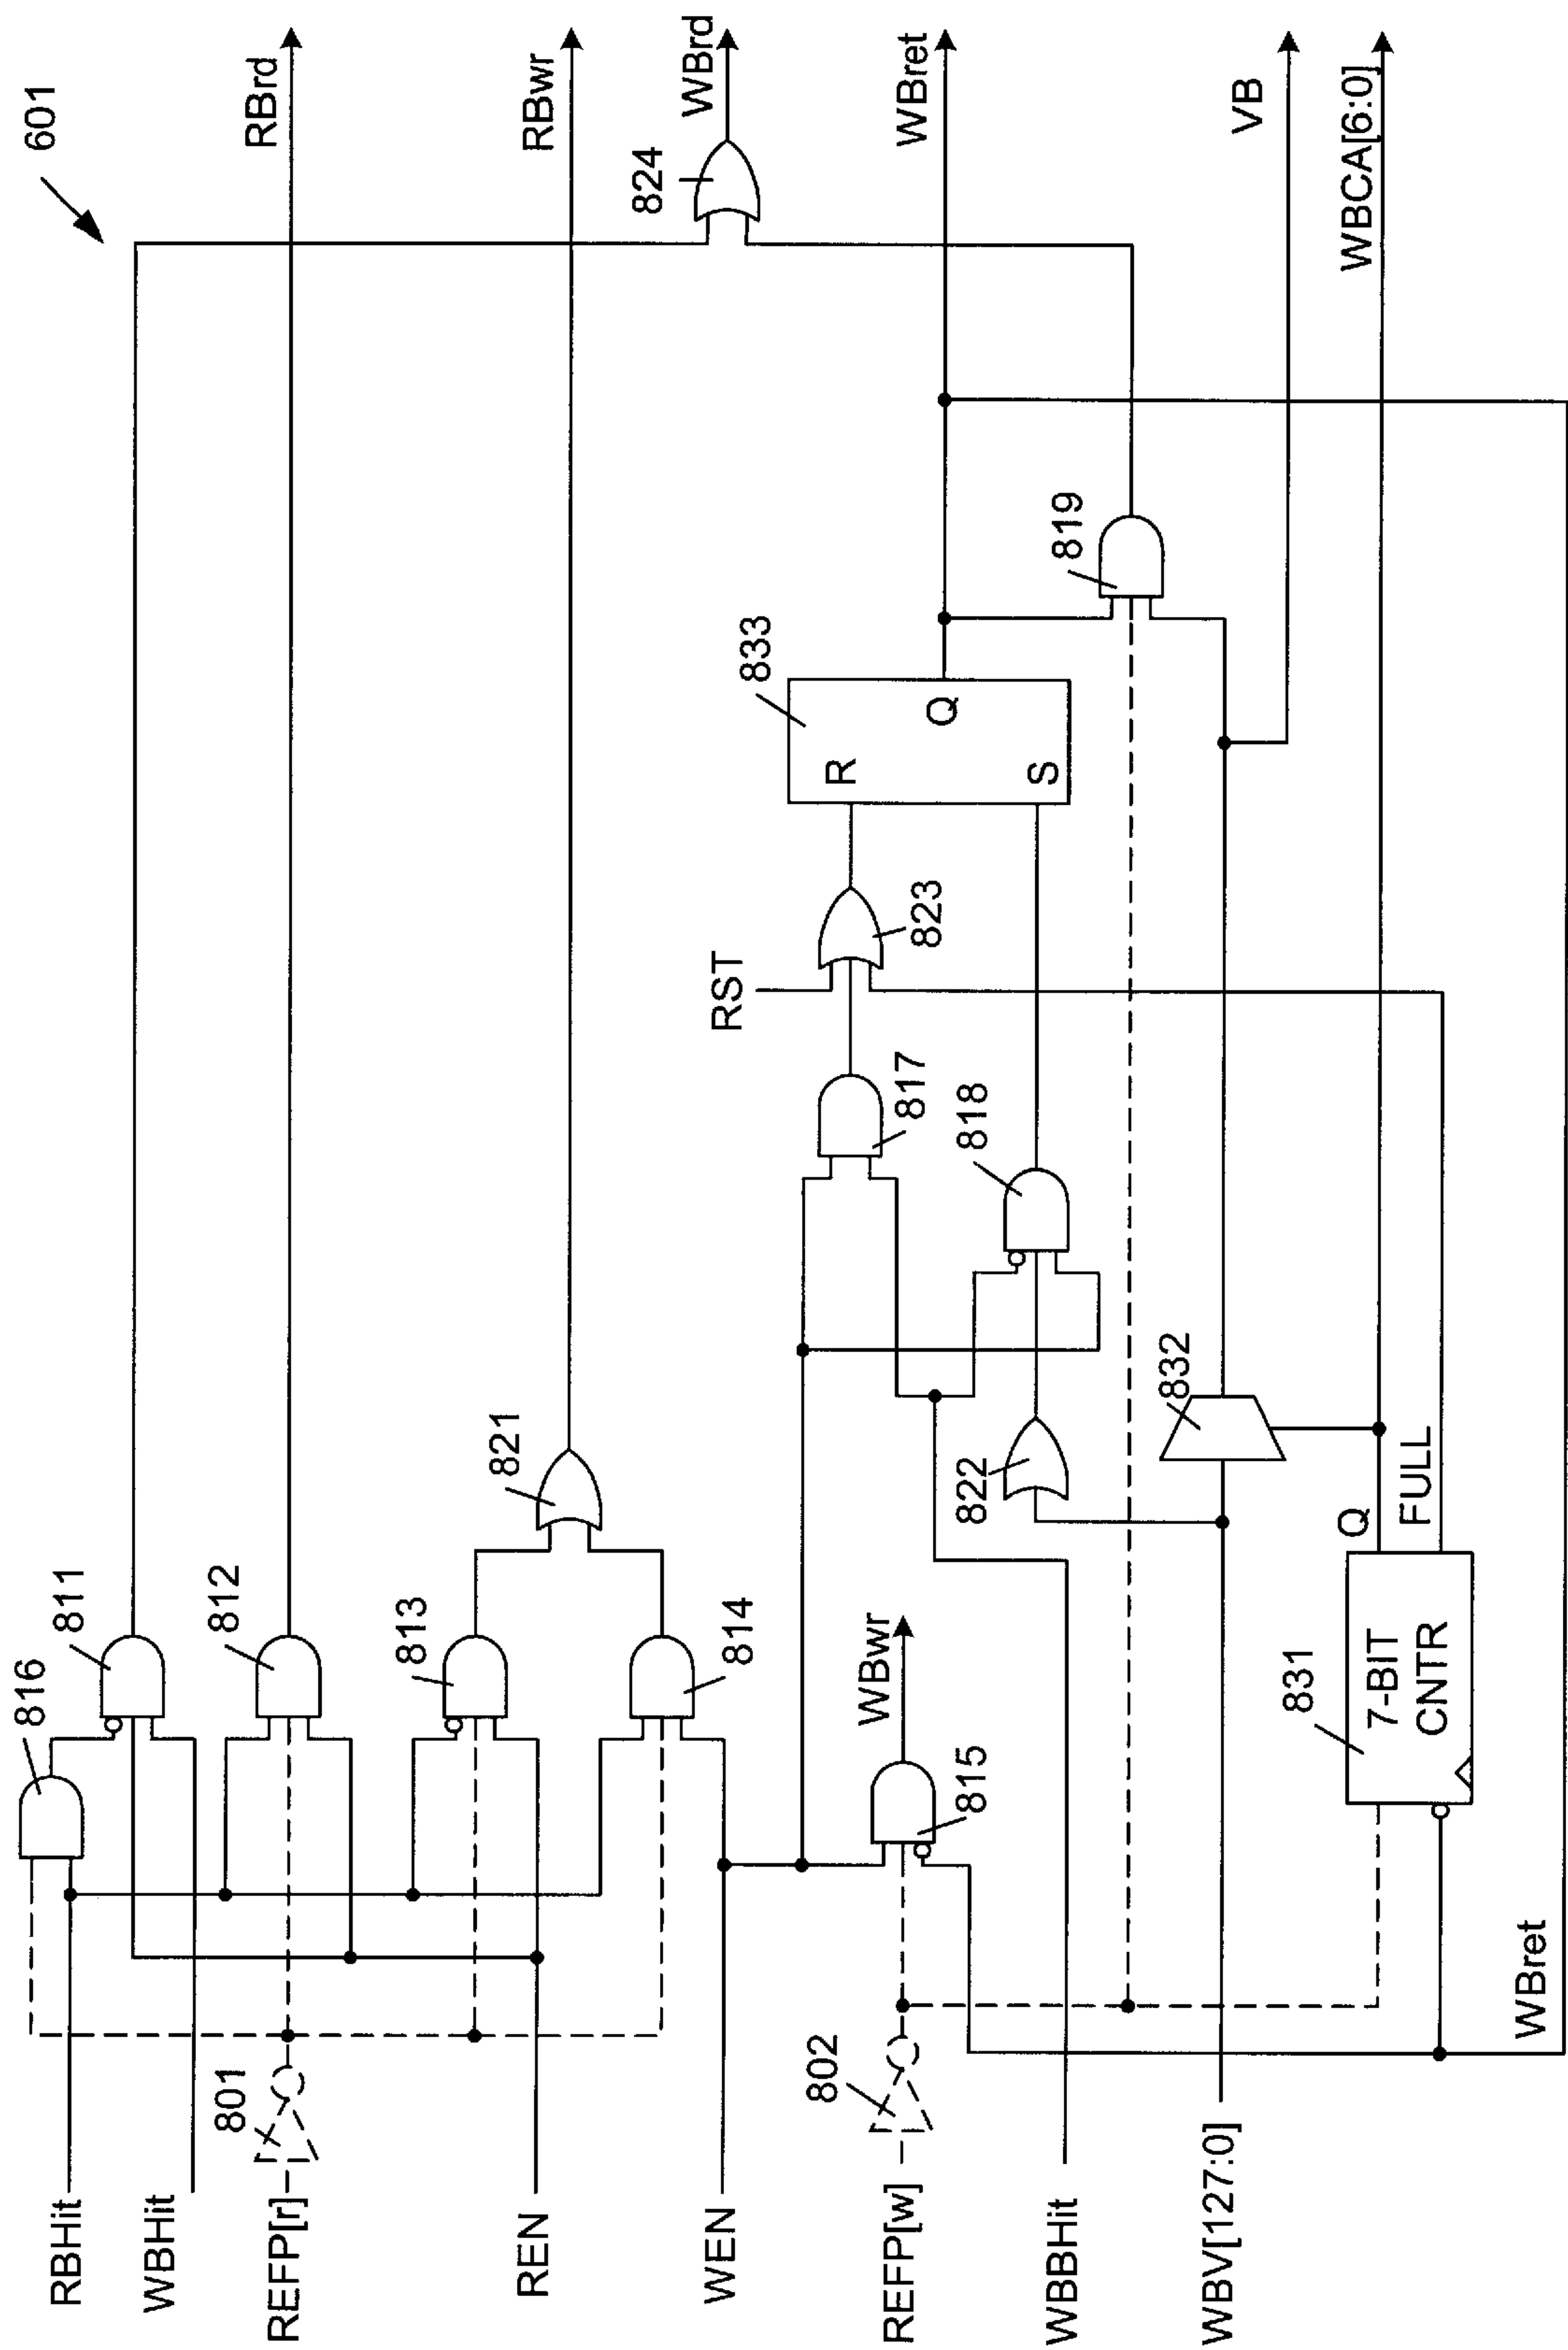 601
RBrd
RBwr
WBrd
WBret
VB
WBCA[6:0]
824
819
833
R
Q
S
823
RST
817
818
832
822
821
Q
FULL
811
812
813
814
816
WBwr
815
831
7-BIT
CNTR
WBret
801
802
RBHit
WBHit
REFP[r]
REN
WEN
REFP[w]
WBBHit
WBV[127:0]